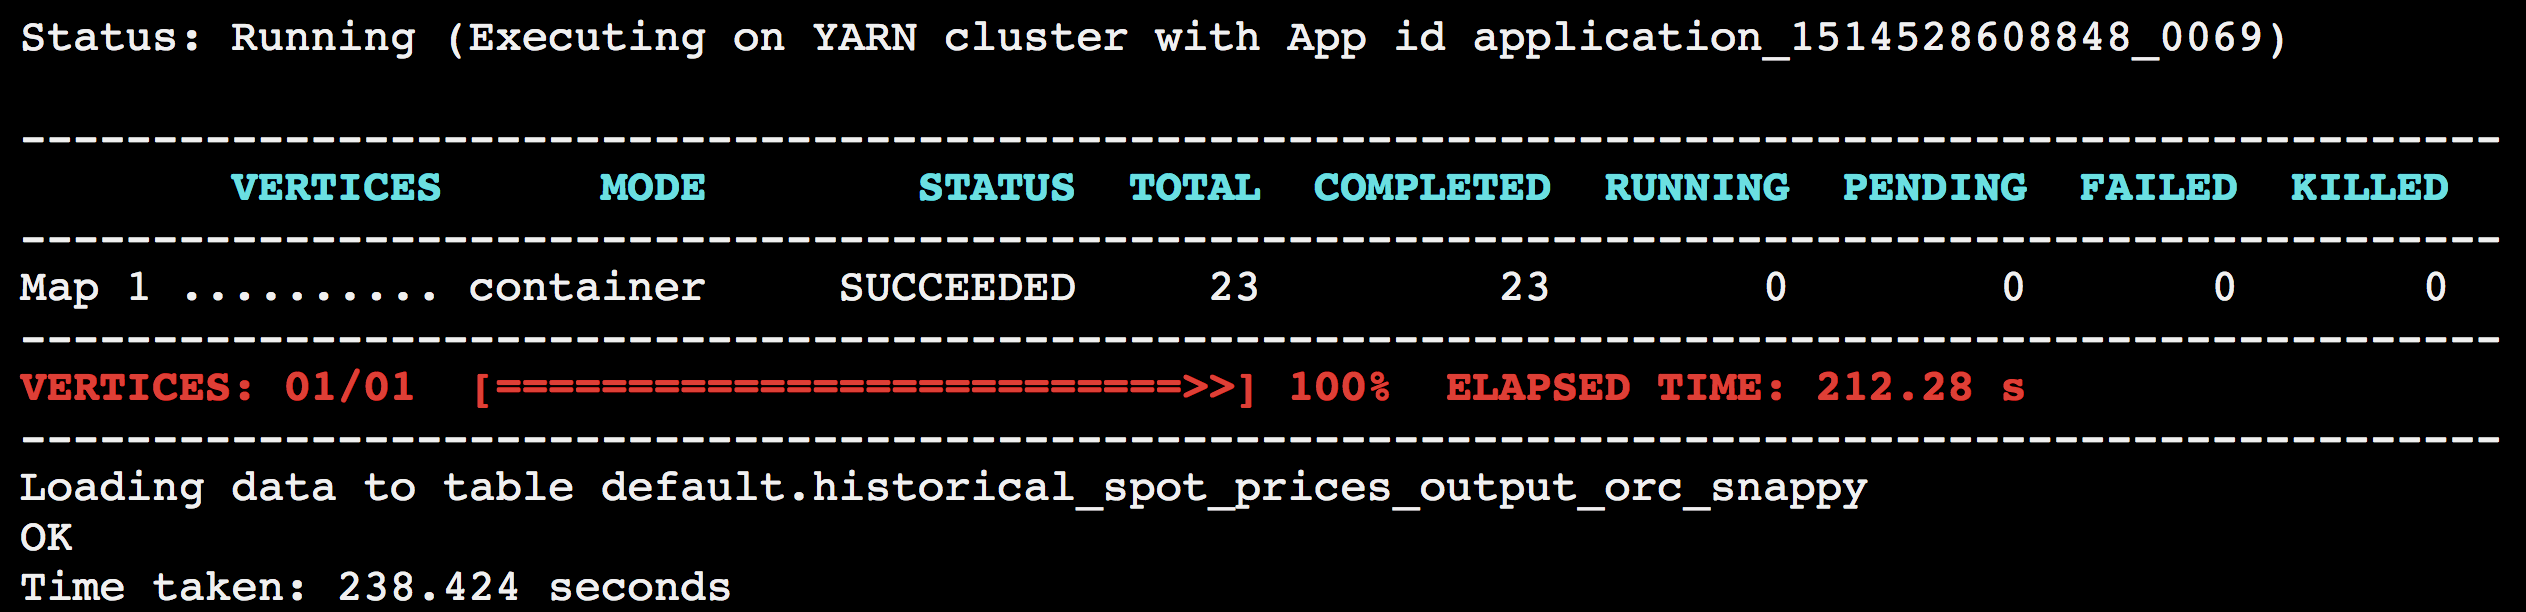 Status: Running (Executing on YARN cluster with App id application_1514528608848_0069)
----------------------------------------------------------------------------------------------
        VERTICES      MODE        STATUS  TOTAL  COMPLETED  RUNNING  PENDING  FAILED  KILLED
----------------------------------------------------------------------------------------------
Map 1 .......... container     SUCCEEDED     23         23        0        0       0       0
----------------------------------------------------------------------------------------------
VERTICES: 01/01  [==========================>>] 100%  ELAPSED TIME: 212.28 s
----------------------------------------------------------------------------------------------
Loading data to table default.historical_spot_prices_output_orc_snappy
OK
Time taken: 238.424 seconds